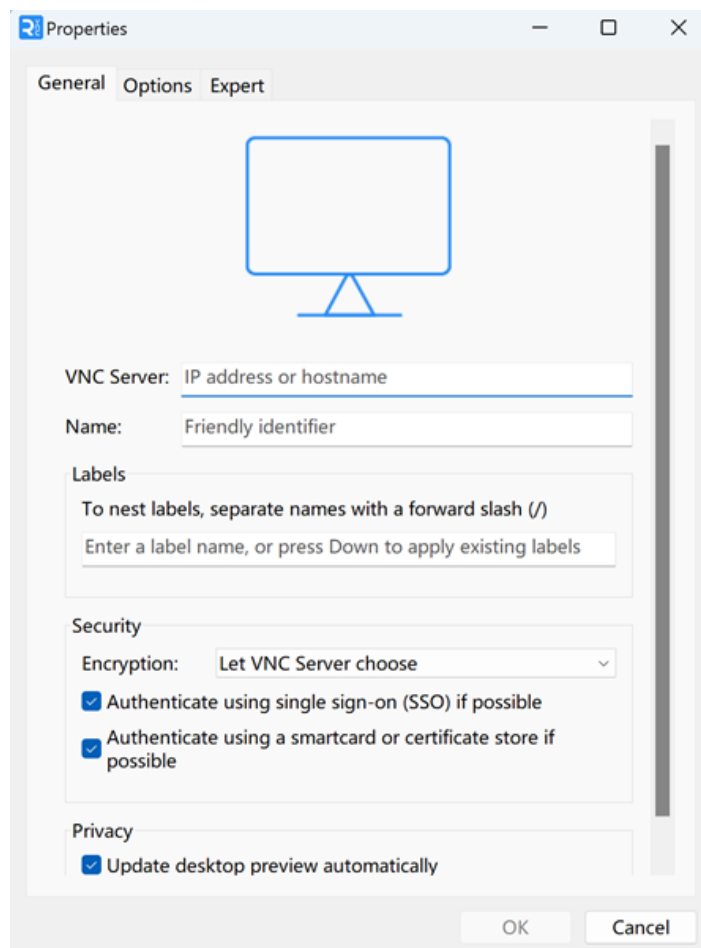 Properties
General Options Expert
VNC Server: IP address or hostname
Name: Friendly identifier
Labels
To nest labels, separate names with a forward slash (/)
Enter a label name, or press Down to apply existing labels
Security
Encryption: Let VNC Server choose
Authenticate using single sign-on (SSO) if possible
Authenticate using a smartcard or certificate store if
possible
Privacy
Update desktop preview automatically
OK Cancel